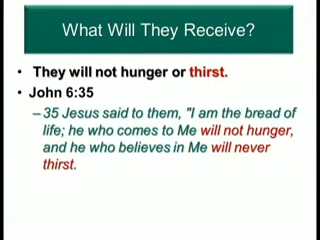 What Will They Receive?
• They will not hunger or thirst.
• John 6:35
– 35 Jesus said to them, "I am the bread of
life; he who comes to Me will not hunger,
and he who believes in Me will never
thirst.